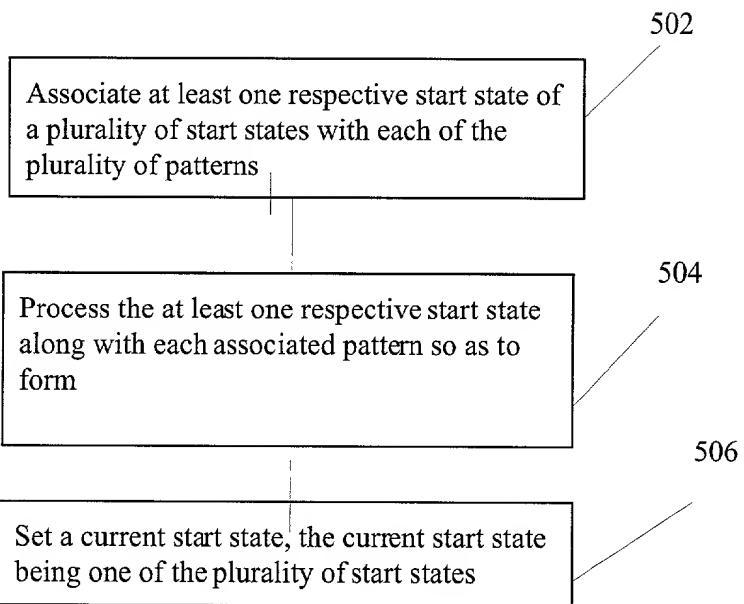 502
Associate at least one respective start state of
a plurality of start states with each of the
plurality of patterns
504
Process the at least one respective start state
along with each associated pattern so as to
form
506
Set a current start state, the current start state
being one of the plurality of start states